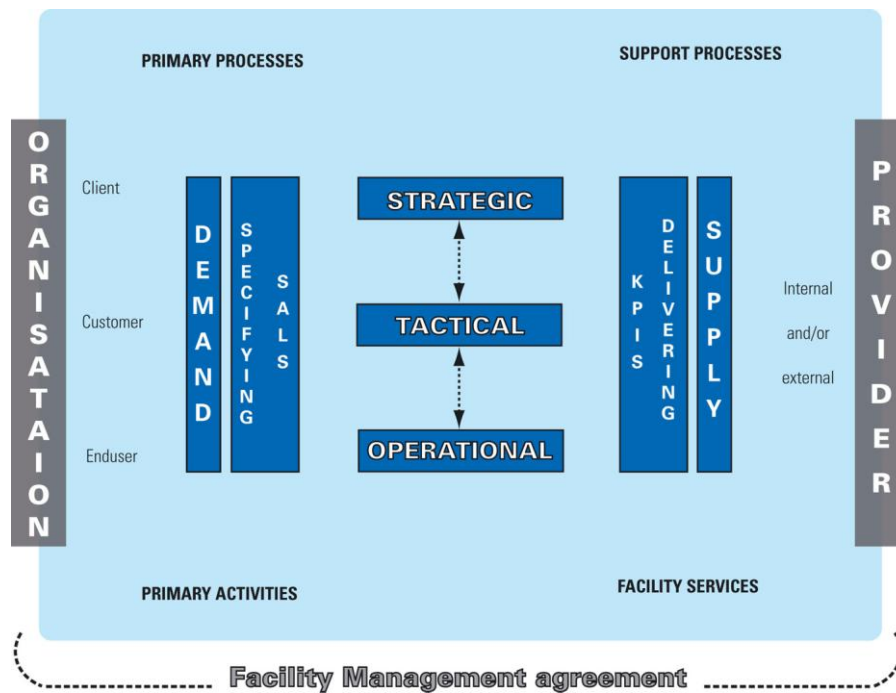 PRIMARY PROCESSES
SUPPORT PROCESSES
ORGANISATAION
Client
Customer
Enduser
DEMAND
SPECIFYING
SALS
STRATEGIC
TACTICAL
OPERATIONAL
KPIS
DELIVERING
SUPPLY
Internal
and/or
external
PROVIDER
PRIMARY ACTIVITIES
FACILITY SERVICES
Facility Management agreement